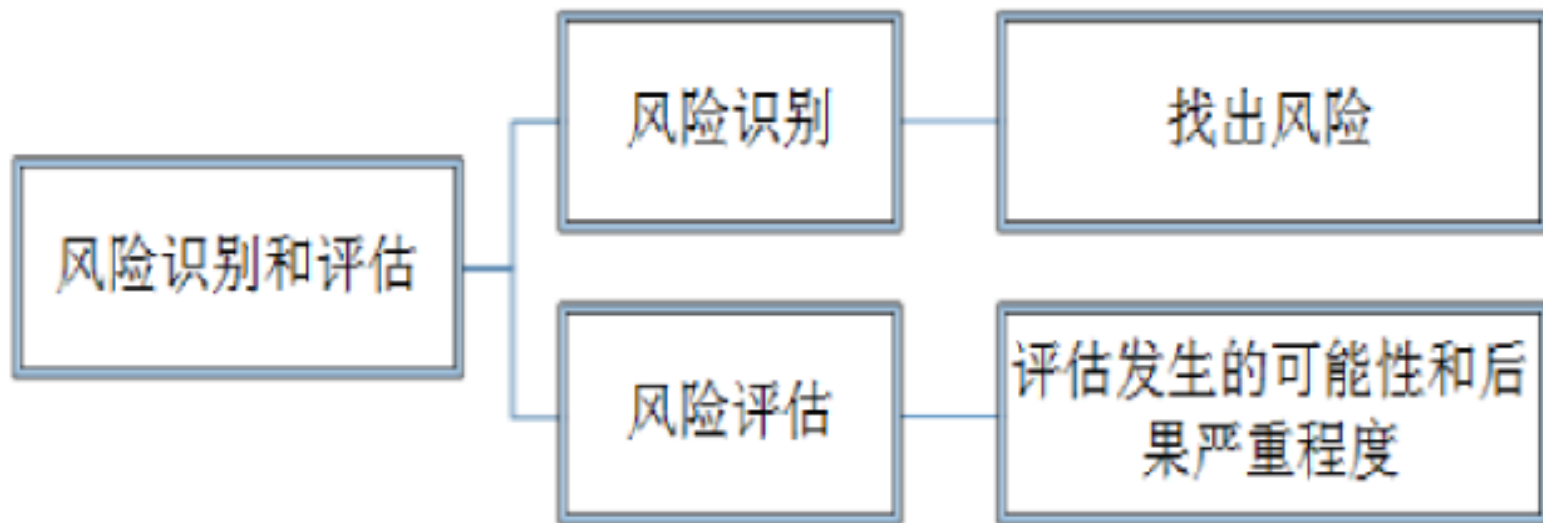 风险识别和评估
风险识别
找出风险
风险评估
评估发生的可能性和后
果严重程度